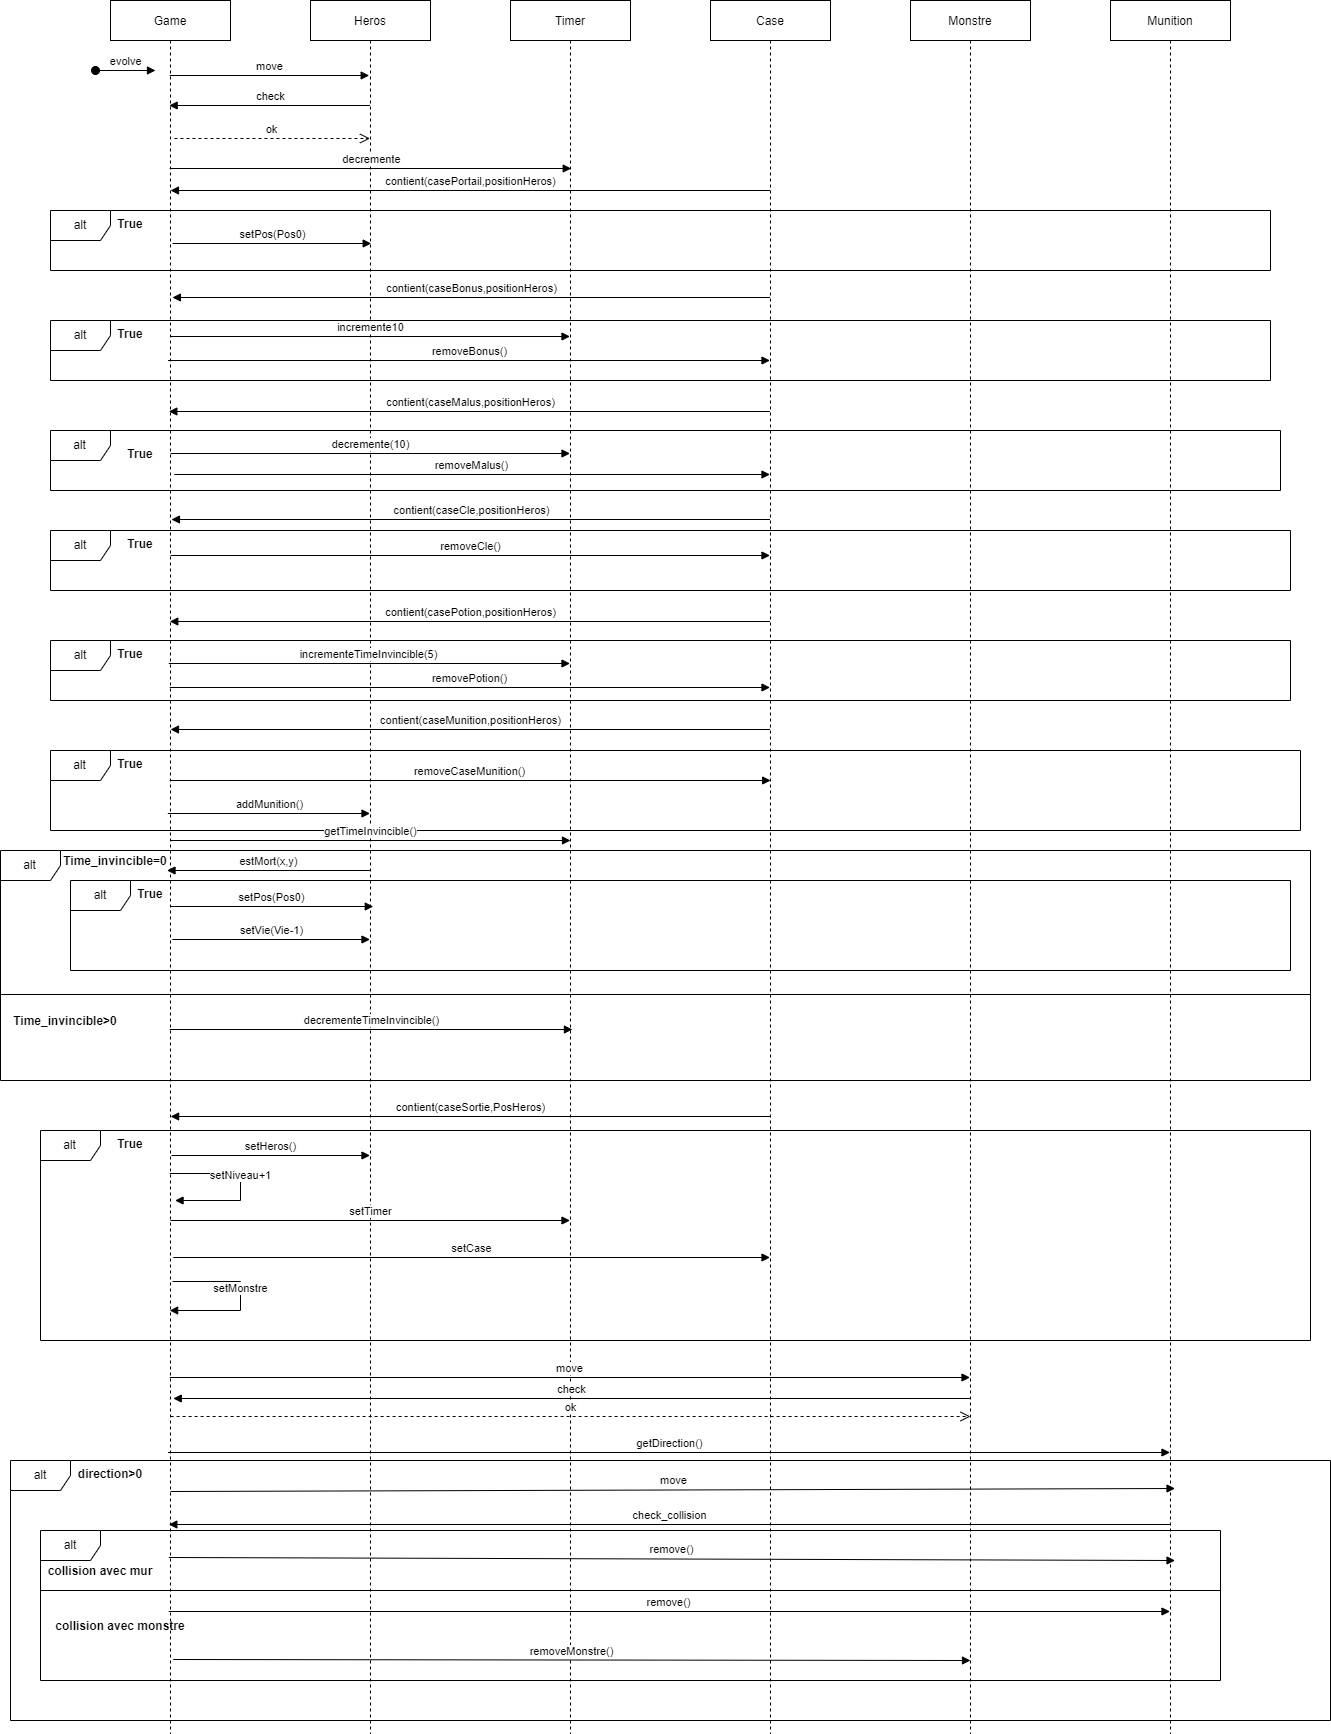 Game
Heros
Timer
Case
Monstre
Munition
evolve
move
check
ok
decremente
contient(casePortail,positionHeros)
alt
True
setPos(Pos0)
contient(caseBonus,positionHeros)
alt
True
incremente10
removeBonus()
contient(caseMalus,positionHeros)
alt
True
decremente(10)
removeMalus()
contient(caseCle,positionHeros)
alt
True
removeCle()
contient(casePotion,positionHeros)
alt
True
incrementeTimeInvincible(5)
removePotion()
contient(caseMunition,positionHeros)
alt
True
removeCaseMunition()
addMunition()
getTimeInvincible()
alt
Time_invincible=0
estMort(x,y)
alt
True
setPos(Pos0)
setVie(Vie-1)
Time_invincible>0
decrementeTimeInvincible()
contient(caseSortie,PosHeros)
alt
True
setHeros()
setNiveau+1
setTimer
setCase
setMonstre
move
check
ok
getDirection()
alt
direction>0
move
check_collision
alt
remove()
collision avec mur
remove()
collision avec monstre
removeMonstre()